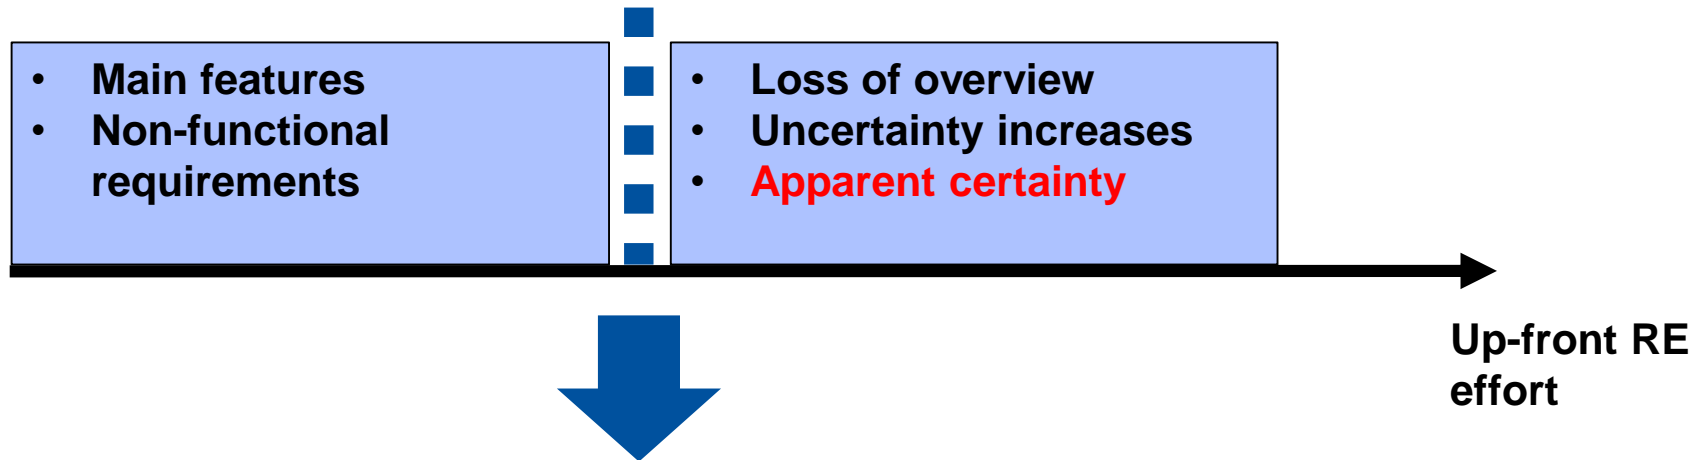 • Main features
• Non-functional
requirements
• Loss of overview
• Uncertainty increases
• Apparent certainty
Up-front RE
effort